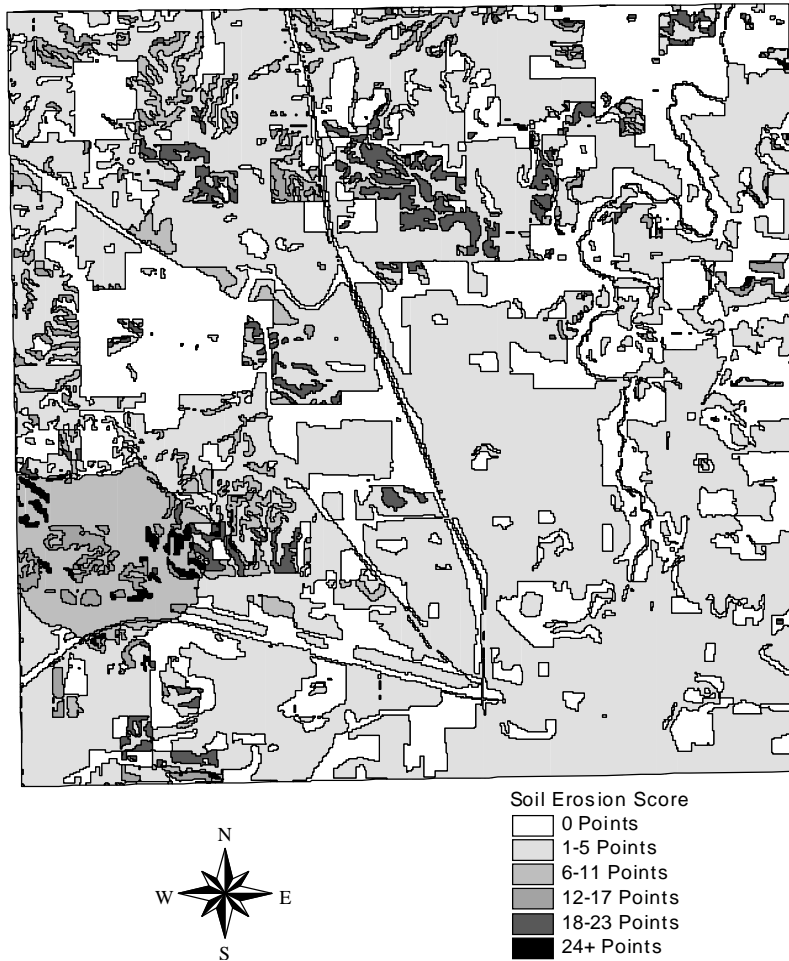 Soil Erosion Score
0 Points
1-5 Points
6-11 Points
12-17 Points
18-23 Points
24+ Points
N
W E
S